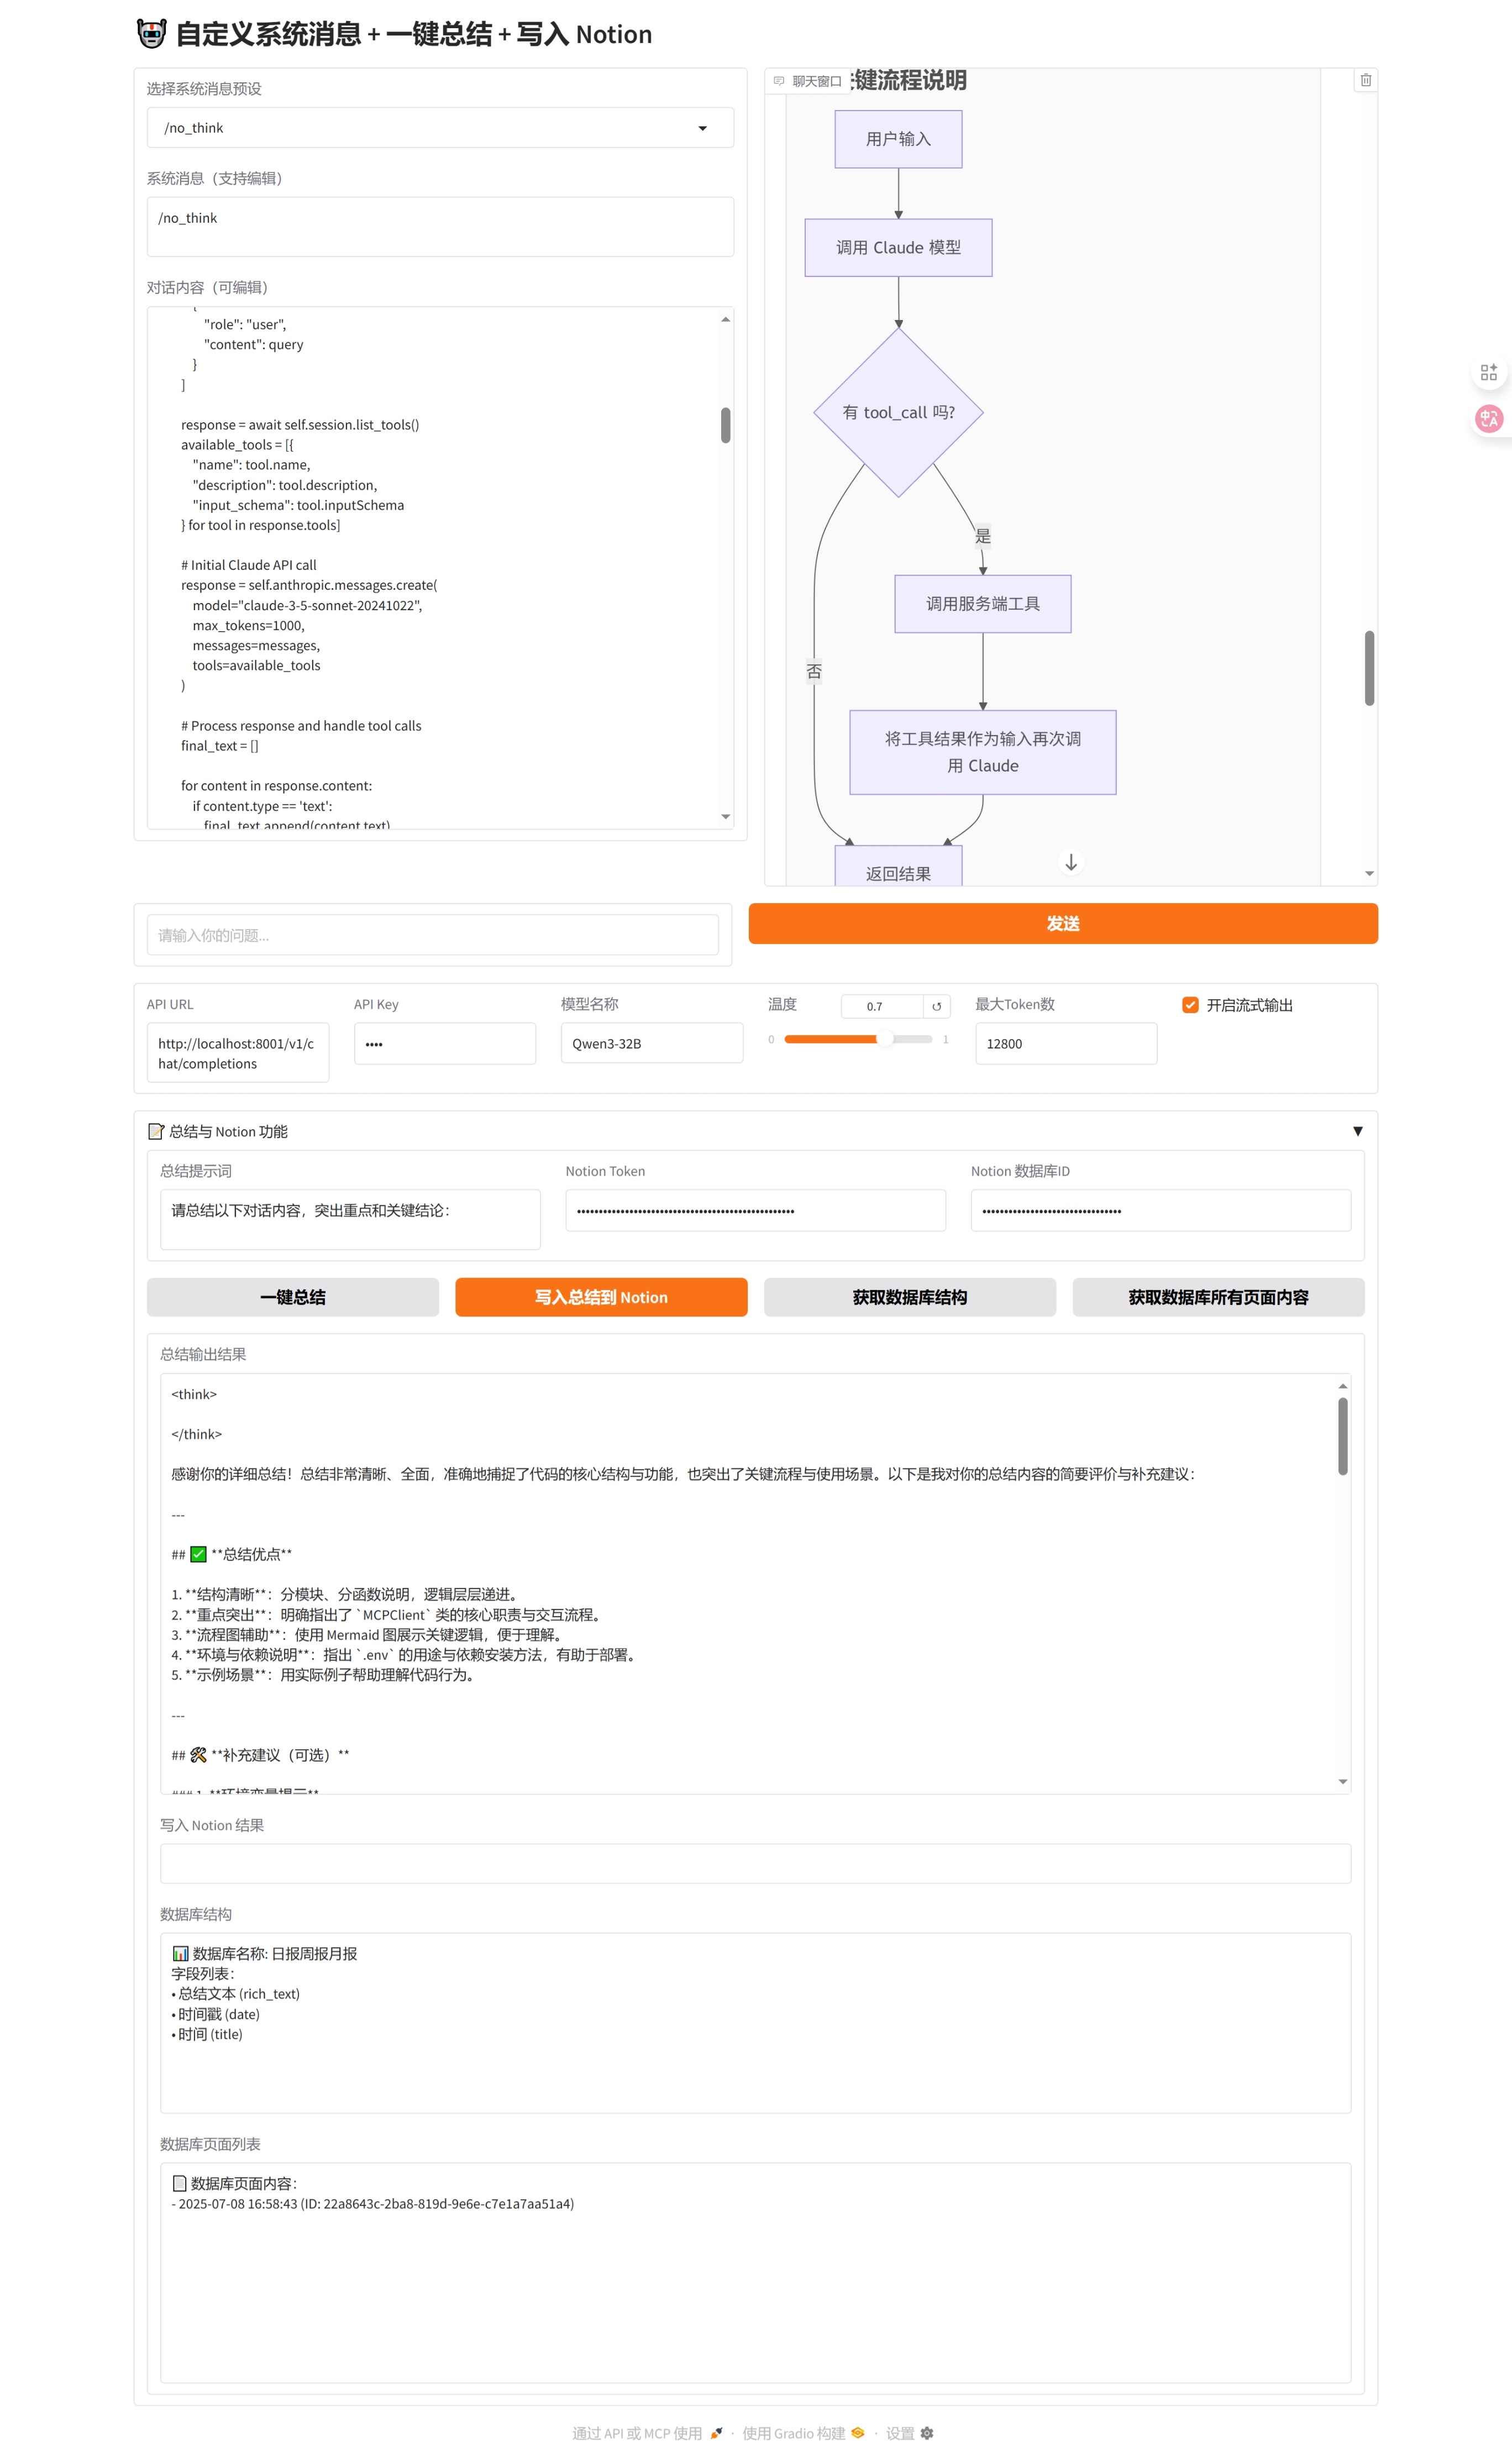 自定义系统消息 + 一键总结 + 写入 Notion
选择系统消息预设
/no_think
系统消息（支持编辑）
/no_think
对话内容（可编辑）
"role": "user",
"content": query
}
]
response = await self.session.list_tools()
available_tools = [{
"name": tool.name,
"description": tool.description,
"input_schema": tool.inputSchema
} for tool in response.tools]
# Initial Claude API call
response = self.anthropic.messages.create(
model="claude-3-5-sonnet-20241022",
max_tokens=1000,
messages=messages,
tools=available_tools
)
# Process response and handle tool calls
final_text = []
for content in response.content:
if content.type == 'text':
final_text.append(content.text)
聊天窗口
键流程说明
用户输入
调用 Claude 模型
有 tool_call 吗?
是
调用服务端工具
否
将工具结果作为输入再次调
用 Claude
返回结果
请输入你的问题...
发送
API URL
http://localhost:8001/v1/c
hat/completions
API Key
••••
模型名称
Qwen3-32B
温度
0.7
0
1
最大Token数
12800
开启流式输出
总结与 Notion 功能
总结提示词
请总结以下对话内容，突出重点和关键结论：
Notion Token
Notion 数据库ID
一键总结
写入总结到 Notion
获取数据库结构
获取数据库所有页面内容
总结输出结果
<think>
</think>
感谢你的详细总结！总结非常清晰、全面，准确地捕捉了代码的核心结构与功能，也突出了关键流程与使用场景。以下是我对你的总结内容的简要评价与补充建议：
---
## ✅ **总结优点**
1. **结构清晰**：分模块、分函数说明，逻辑层层递进。
2. **重点突出**：明确指出了 `MCPClient` 类的核心职责与交互流程。
3. **流程图辅助**：使用 Mermaid 图展示关键逻辑，便于理解。
4. **环境与依赖说明**：指出 `.env` 的用途与依赖安装方法，有助于部署。
5. **示例场景**：用实际例子帮助理解代码行为。
---
## 🛠 **补充建议（可选）**
### 1. **环境变量提示**
写入 Notion 结果
数据库结构
📊 数据库名称: 日报周报月报
字段列表：
• 总结文本 (rich_text)
• 时间戳 (date)
• 时间 (title)
数据库页面列表
📄 数据库页面内容：
- 2025-07-08 16:58:43 (ID: 22a8643c-2ba8-819d-9e6e-c7e1a7aa51a4)
通过 API 或 MCP 使用 · 使用 Gradio 构建 · 设置